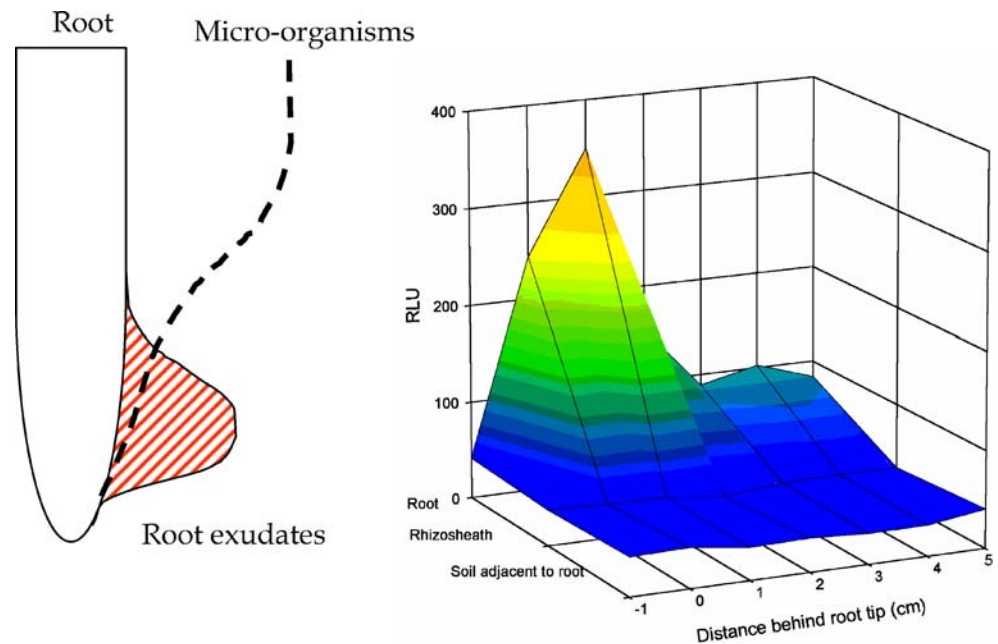 Root
Micro-organisms
Root exudates
400
300
200
100
0
RLU
Root
Rhizosheath
Soil adjacent to root
-1
0
1
2
3
4
5
Distance behind root tip (cm)